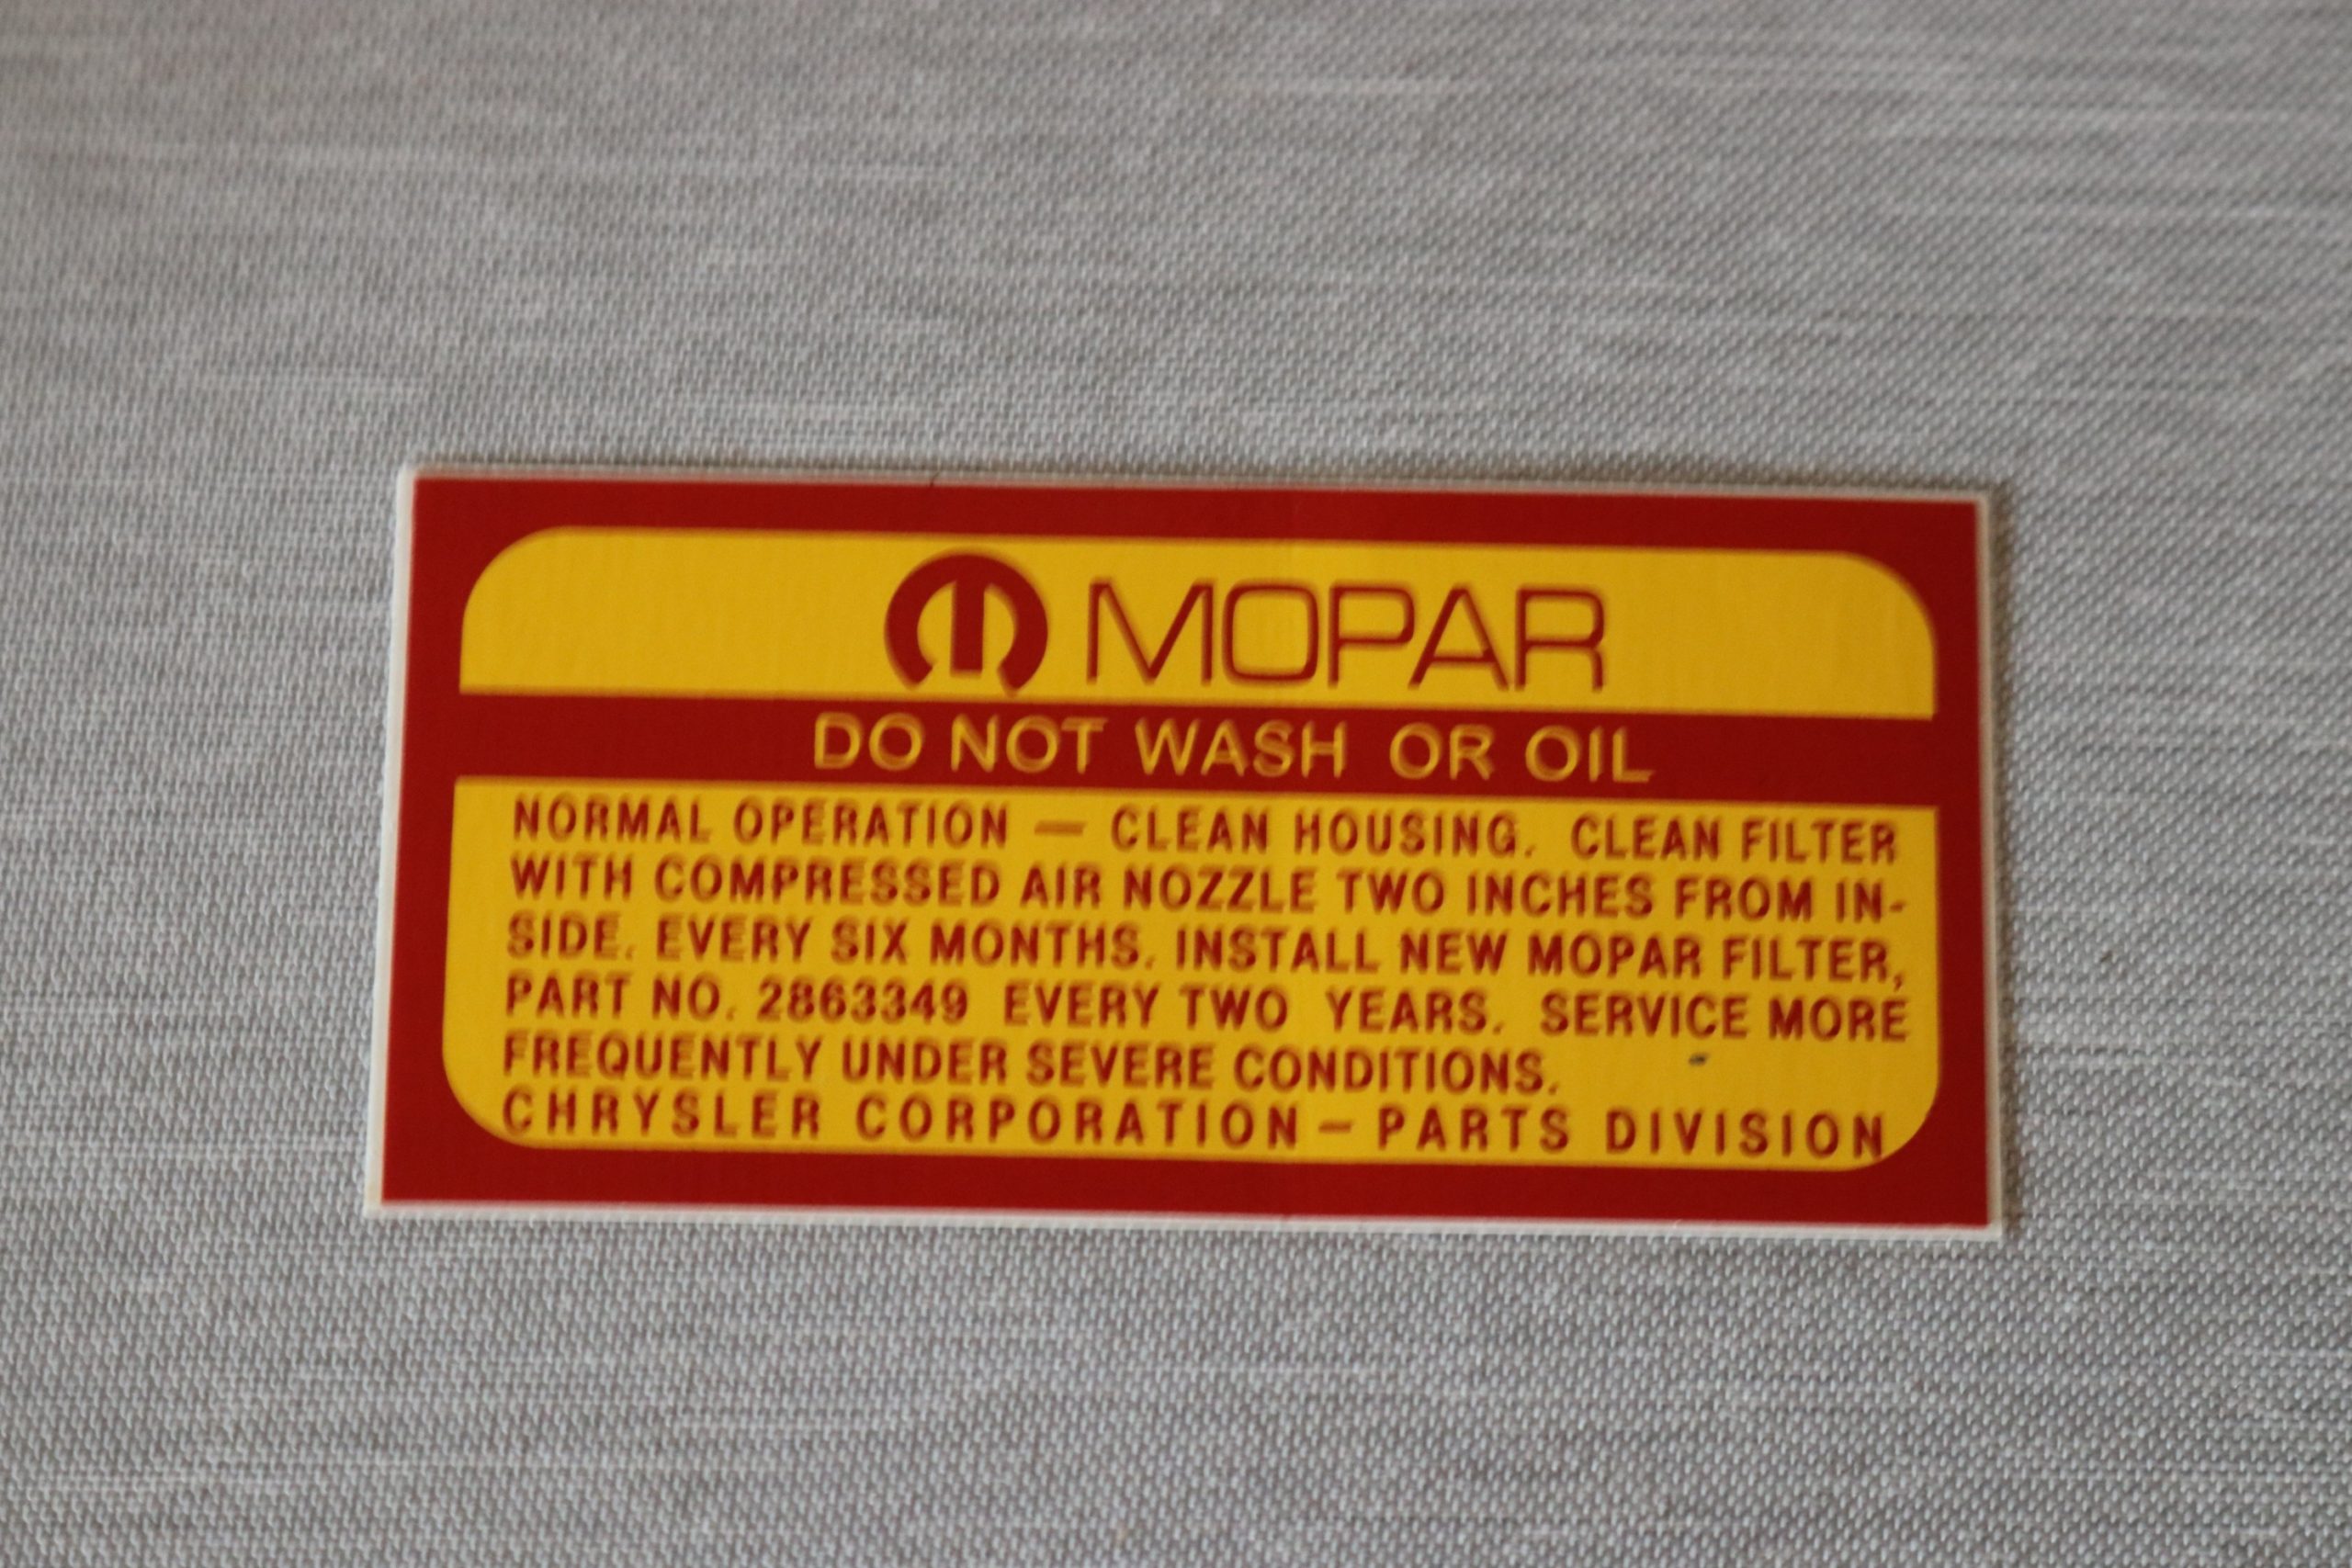 MOPAR
DO NOT WASH OR OIL
NORMAL OPERATION — CLEAN HOUSING. CLEAN FILTER
WITH COMPRESSED AIR NOZZLE TWO INCHES FROM IN-
SIDE. EVERY SIX MONTHS. INSTALL NEW MOPAR FILTER,
PART NO. 2863349 EVERY TWO YEARS. SERVICE MORE
FREQUENTLY UNDER SEVERE CONDITIONS.
CHRYSLER CORPORATION – PARTS DIVISION